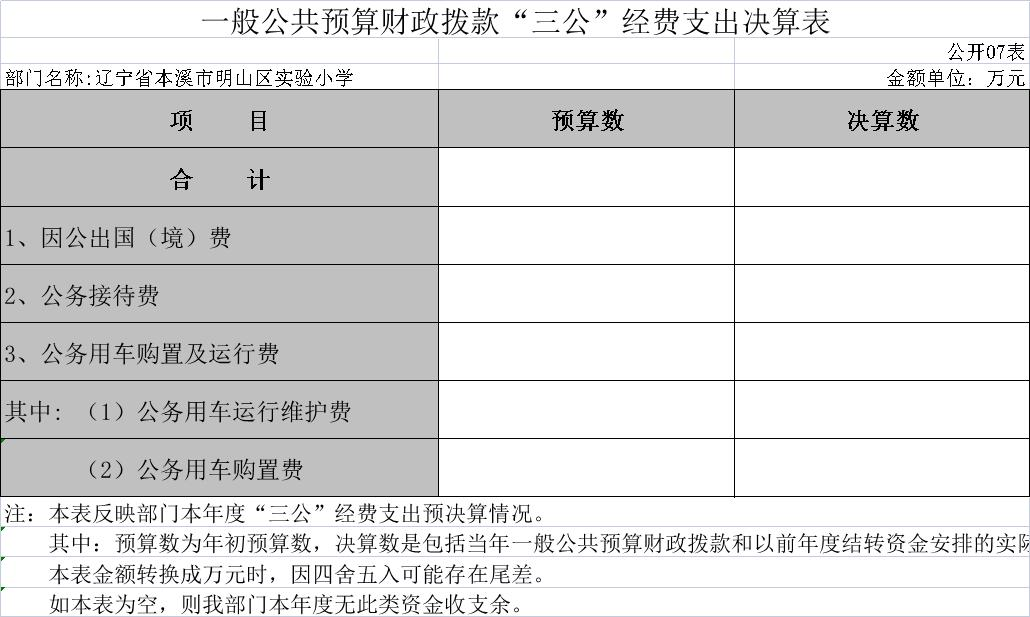 一般公共预算财政拨款“三公”经费支出决算表
公开07表
部门名称:辽宁省本溪市明山区实验小学 金额单位：万元
项 目 预算数 决算数
合 计
1、因公出国（境）费
2、公务接待费
3、公务用车购置及运行费
其中: （1）公务用车运行维护费
（2）公务用车购置费
注：本表反映部门本年度“三公”经费支出预决算情况。
其中：预算数为年初预算数，决算数是包括当年一般公共预算财政拨款和以前年度结转资金安排的实际
本表金额转换成万元时，因四舍五入可能存在尾差。
如本表为空，则我部门本年度无此类资金收支余。